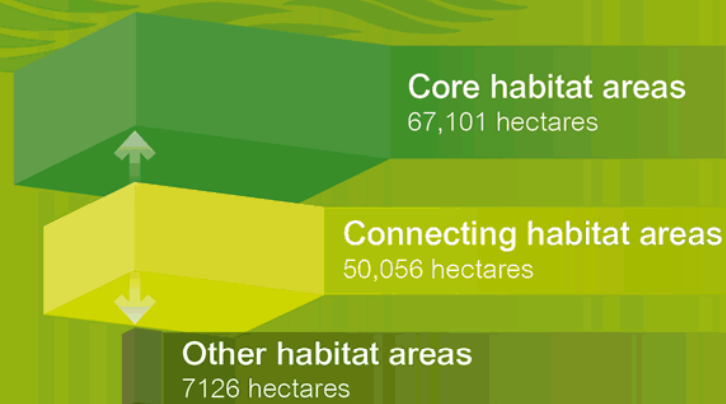 Core habitat areas
67,101 hectares
Connecting habitat areas
50,056 hectares
Other habitat areas
7126 hectares